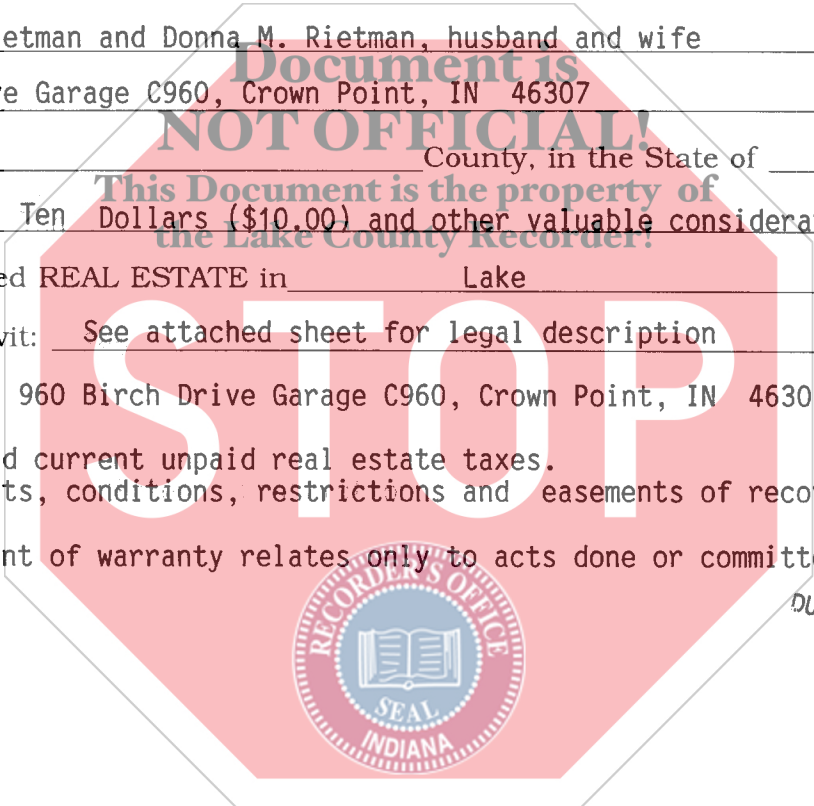 etman and Donna M. Rietman, husband and wife
Document is
e Garage C960, Crown Point, IN 46307
NOT OFFICIAL!
County, in the State of
This Document is the property of
Ten Dollars ($10.00) and other valuable considera
the Lake County Recorder!
ed REAL ESTATE in Lake
wit: See attached sheet for legal description
STOP
960 Birch Drive Garage C960, Crown Point, IN 4630
d current unpaid real estate taxes.
ts, conditions, restrictions and easements of reco
nt of warranty relates only to acts done or committe
DU
RECORDER'S OFFICE
SEAL
INDIANA